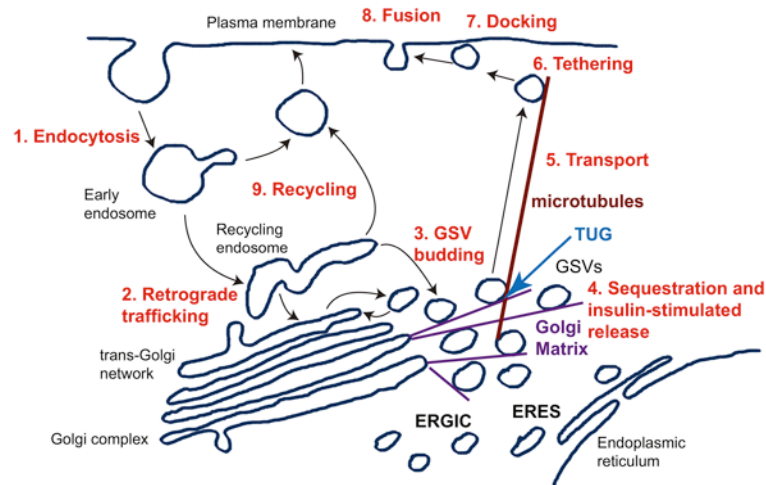 8. Fusion
7. Docking
Plasma membrane
6. Tethering
1. Endocytosis
5. Transport
9. Recycling
Early
endosome
microtubules
Recycling
endosome
3. GSV
budding
TUG
GSVs
2. Retrograde
trafficking
4. Sequestration and
insulin-stimulated
release
Golgi
Matrix
trans-Golgi
network
ERGIC
ERES
Golgi complex
Endoplasmic
reticulum